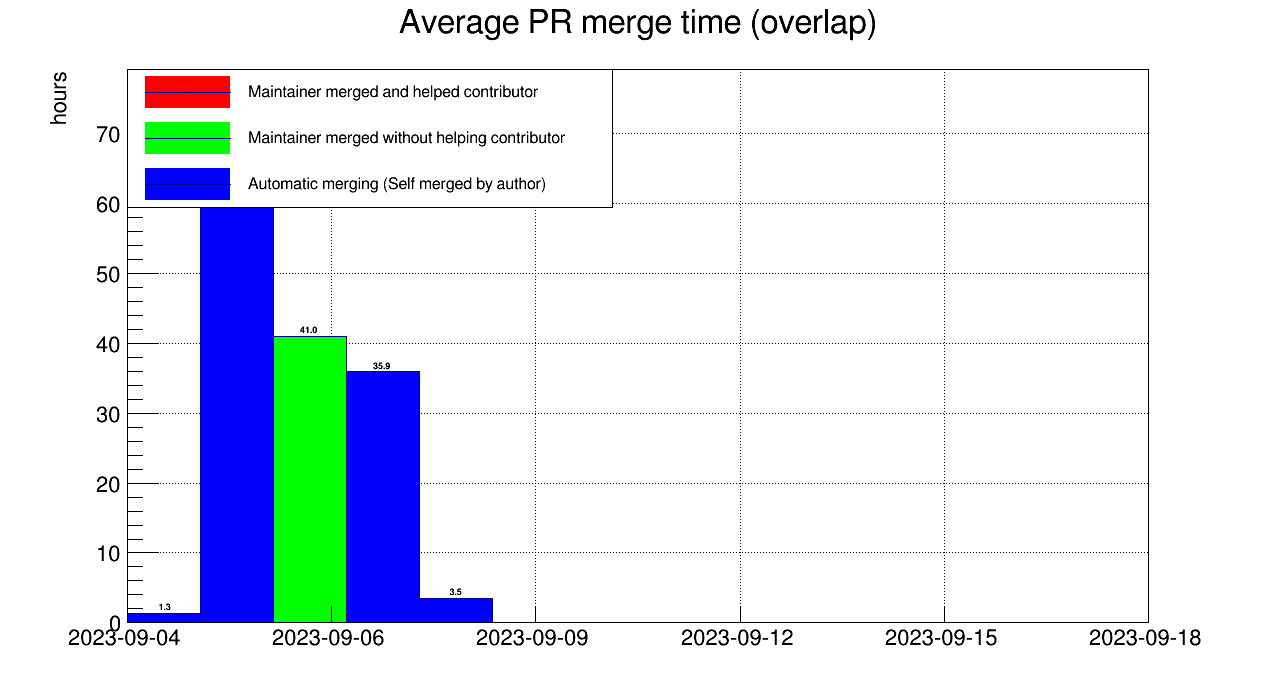 Average PR merge time (overlap)
hours
Maintainer merged and helped contributor
Maintainer merged without helping contributor
Automatic merging (Self merged by author)
70
60
50
40
30
20
10
0
41.0
35.9
3.5
1.3
2023-09-04 2023-09-06 2023-09-09 2023-09-12 2023-09-15 2023-09-18